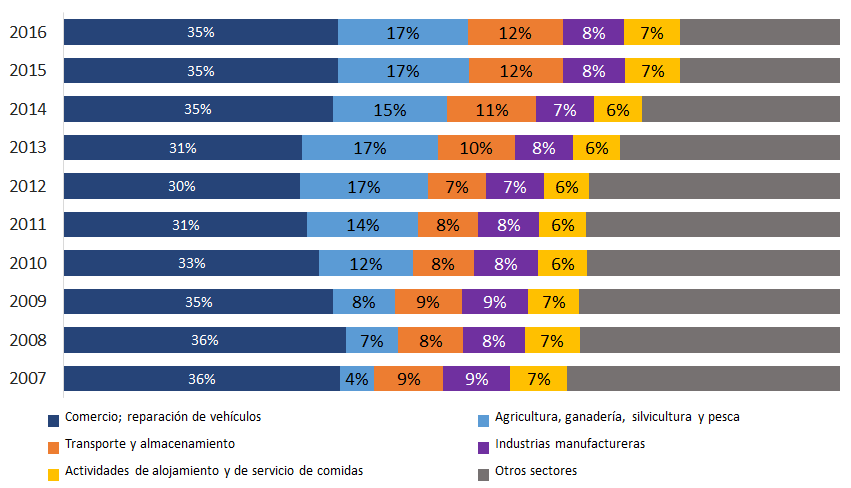 2016 35% 17% 12% 8% 7%
2015 35% 17% 12% 8% 7%
2014 35% 15% 11% 7% 6%
2013 31% 17% 10% 8% 6%
2012 30% 17% 7% 7% 6%
2011 31% 14% 8% 8% 6%
2010 33% 12% 8% 8% 6%
2009 35% 8% 9% 9% 7%
2008 36% 7% 8% 8% 7%
2007 36% 4% 9% 9% 7%
Comercio; reparación de vehículos Agricultura, ganadería, silvicultura y pesca
Transporte y almacenamiento Industrias manufactureras
Actividades de alojamiento y de servicio de comidas Otros sectores